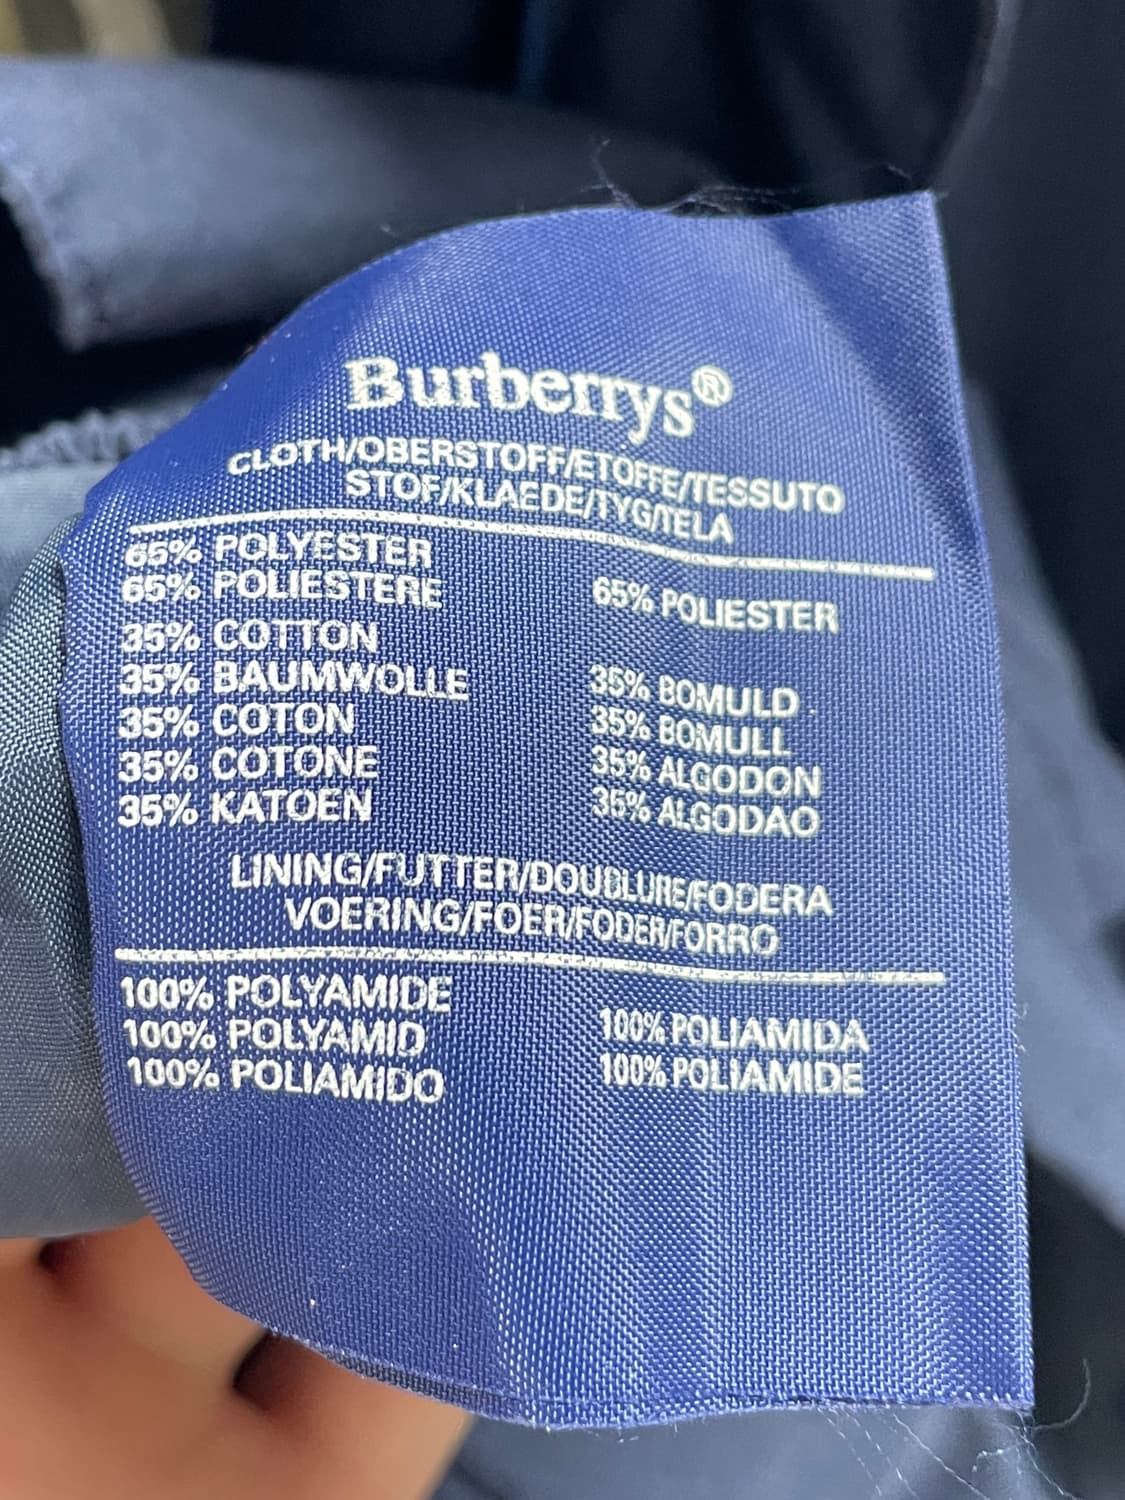 Burberrys®
CLOTH/OBERSTOFF/ETOFFE/TESSUTO
STOF/KLAEDE/TYG/TELA
65% POLYESTER
65% POLIESTERE
65% POLIESTER
35% COTTON
35% BAUMWOLLE
35% COTON
35% COTONE
35% KATOEN
35% BOMULD
35% BOMULL
35% ALGODON
35% ALGODAO
LINING/FUTTER/DOUBLURE/FODERA
VOERING/FOER/FODER/FORRO
100% POLYAMIDE
100% POLYAMID
100% POLIAMIDO
100% POLIAMIDA
100% POLIAMIDE